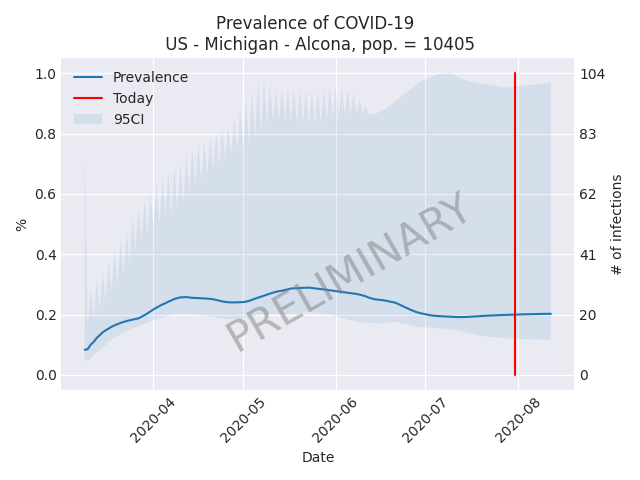 Prevalence of COVID-19
US - Michigan - Alcona, pop. = 10405
Prevalence
Today
95CI
1.0
0.8
0.6
0.4
0.2
0.0
%
104
83
62
41
20
0
# of infections
PRELIMINARY
2020-04
2020-05
2020-06
2020-07
2020-08
Date